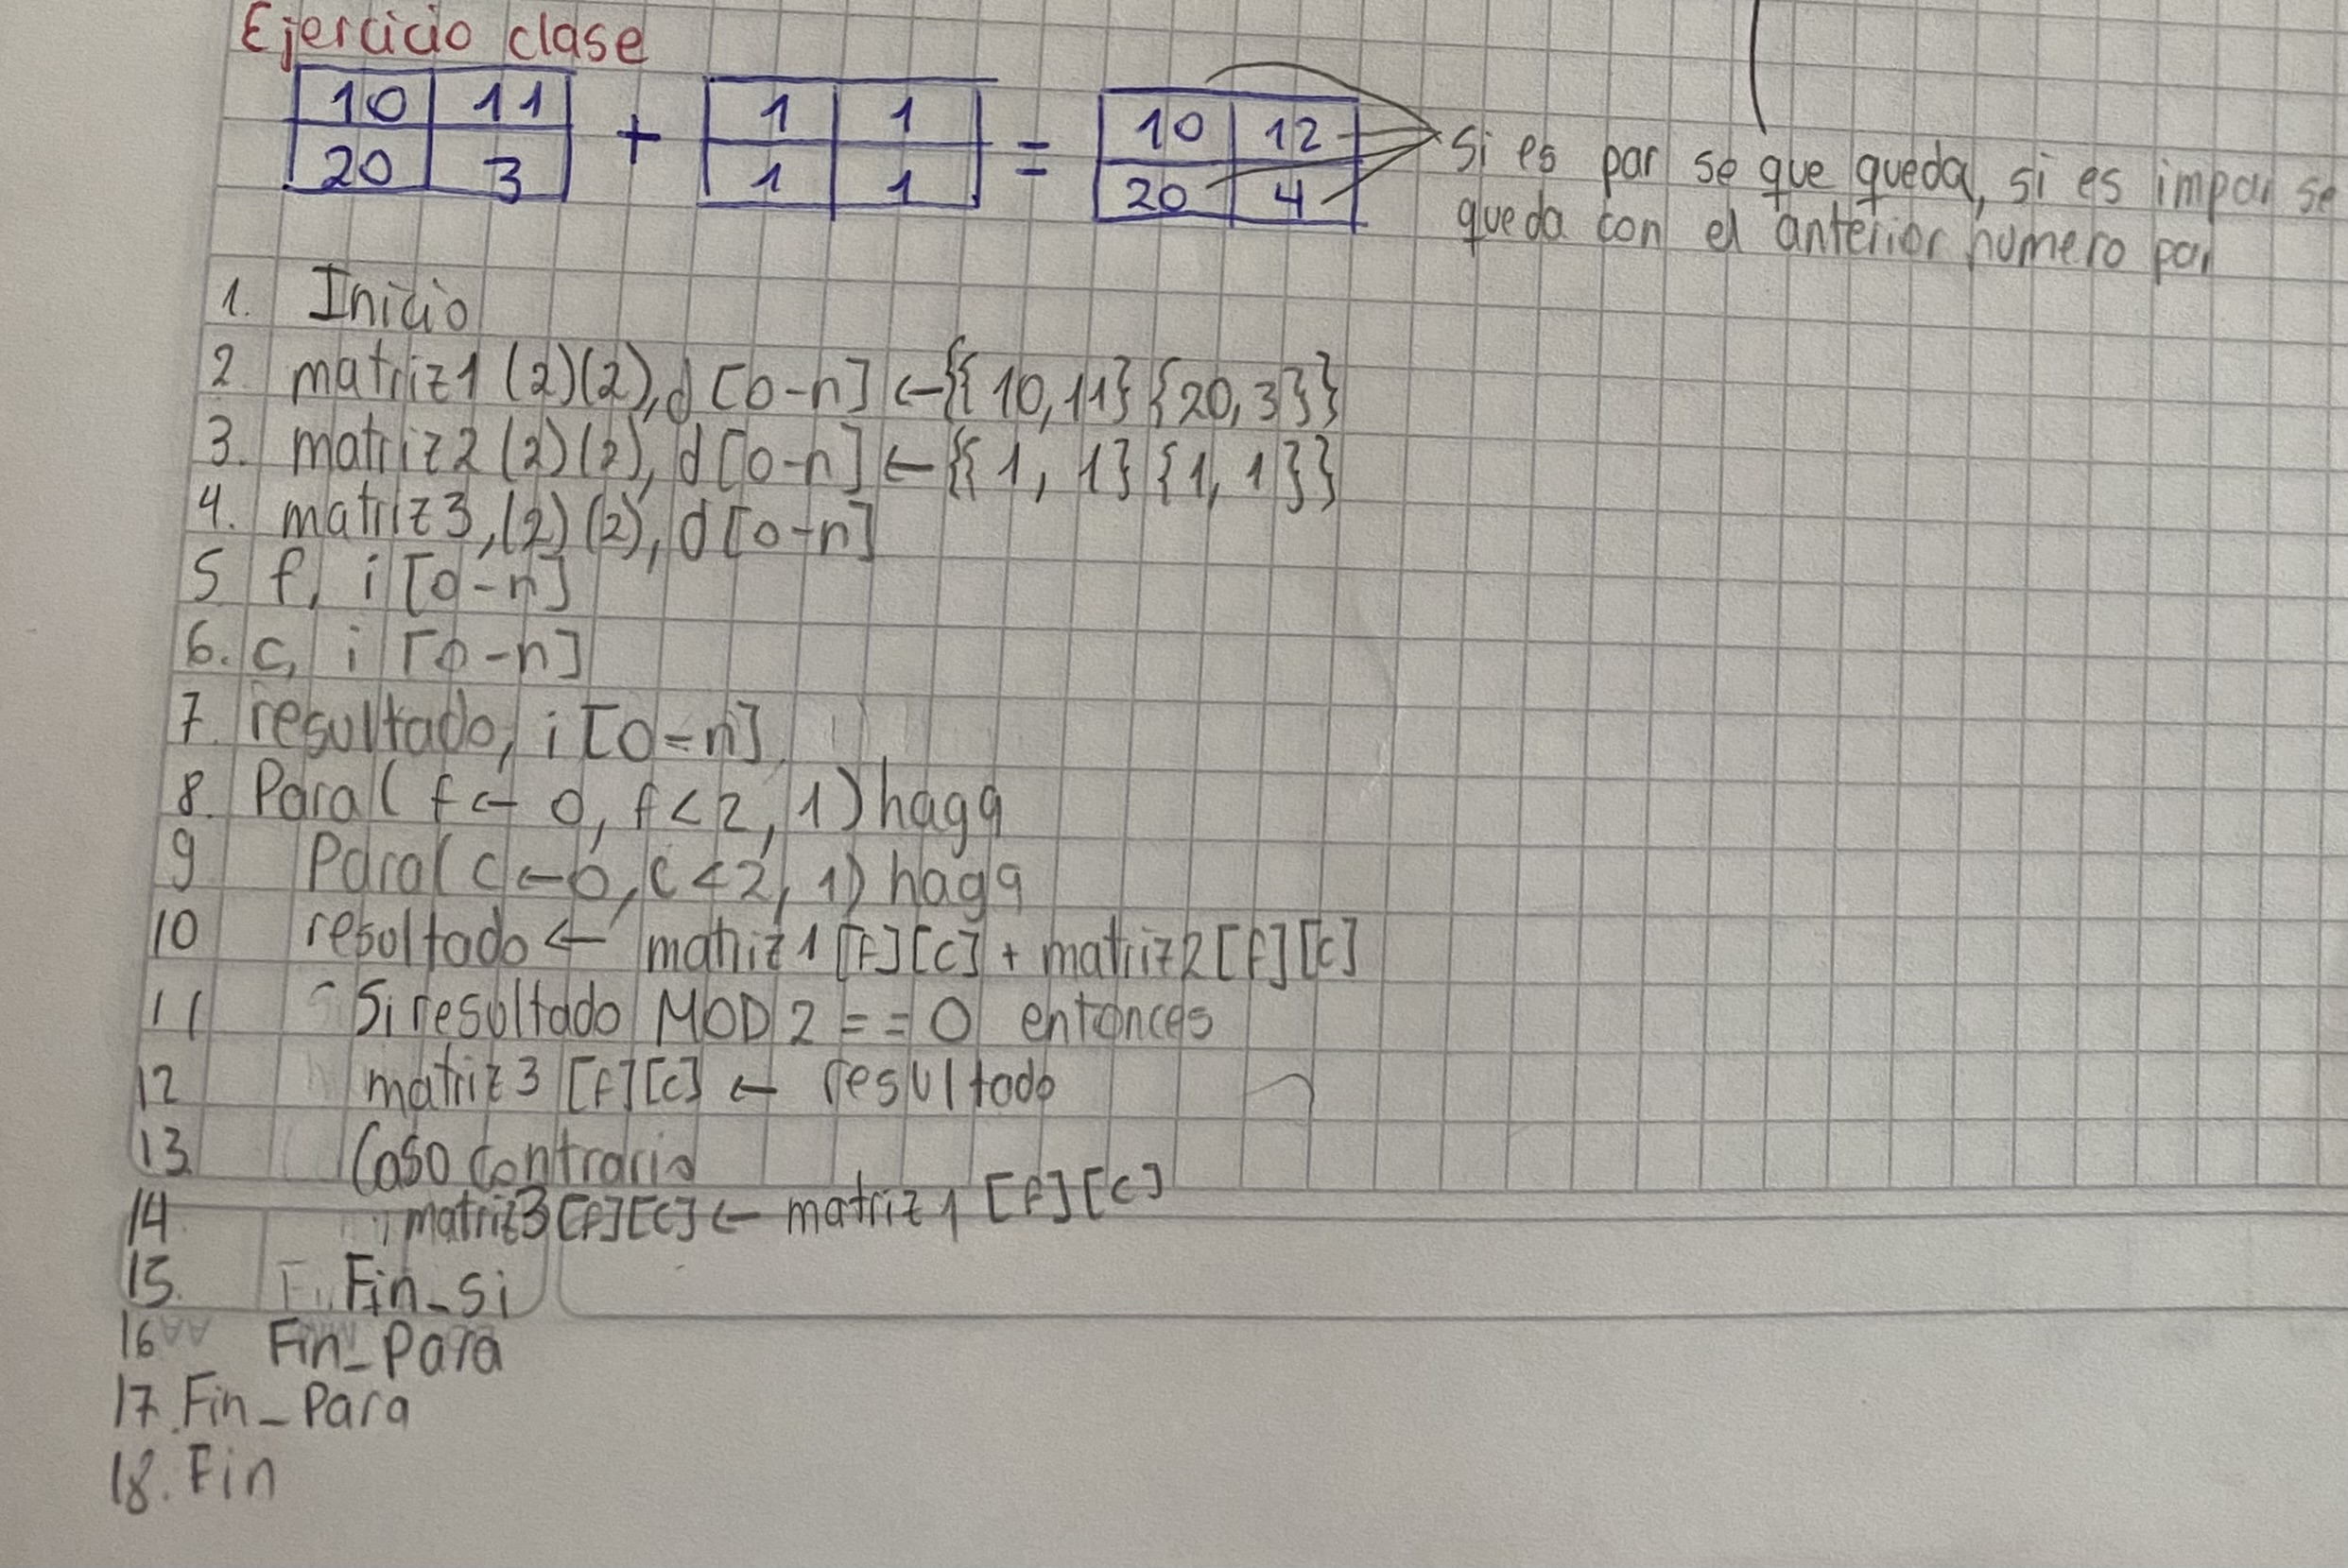 Ejercicio clase
10 11 + 1 1 = 10 12
20 3 1 1 20 4
Si es par se que queda, si es impar se
queda con el anterior numero par
1. Inicio
2 matriz1 (2)(2), d [0-n] ←{{10,11}{20,3}}
3. matriz2 (2)(2), d [0-n] ←{{1, 1}{1, 1}}
4. matriz3, (2)(2), d [0-n]
5 f, i [0-n]
6. c, i [0-n]
7. resultado, i [0-n]
8. Para ( f ← 0, f < 2, 1) haga
9 Para ( c ← 0, c < 2, 1) haga
10 resultado ← matriz1 [f][c] + matriz2 [f][c]
11 Si resultado MOD 2 == 0 entonces
12 matriz3 [f][c] ← resultado
13. Caso contrario
14 matriz3 [f][c] ← matriz1 [f][c]
15. Fin_si
16 Fin_Para
17. Fin_Para
18. Fin